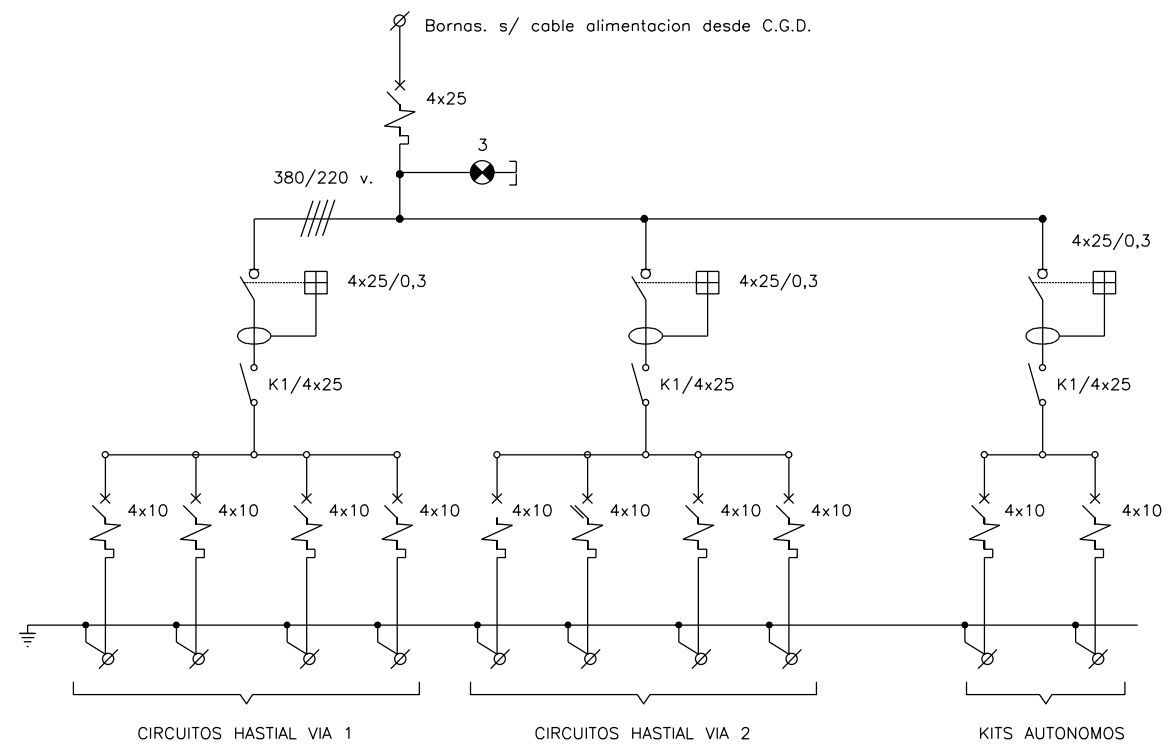 Bornas. s/ cable alimentacion desde C.G.D.
4x25
3
380/220 v.
4x25/0,3
4x25/0,3
4x25/0,3
K1/4x25
K1/4x25
K1/4x25
4x10
4x10
4x10
4x10
4x10
4x10
4x10
4x10
4x10
4x10
CIRCUITOS HASTIAL VIA 1
CIRCUITOS HASTIAL VIA 2
KITS AUTONOMOS